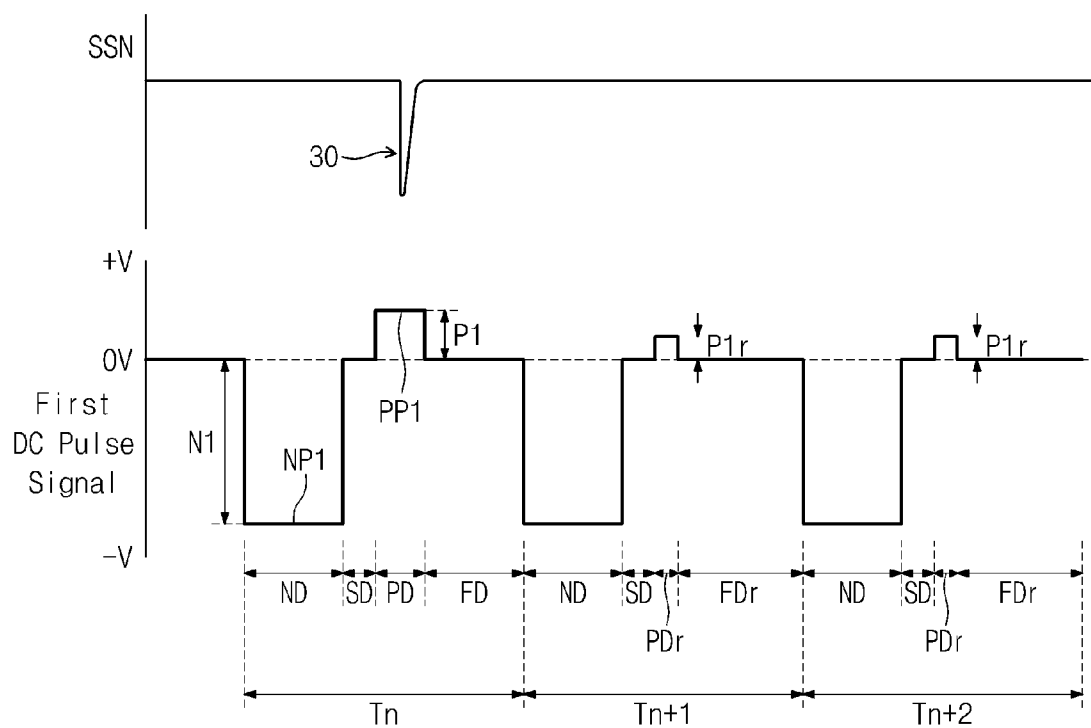 SSN
30
+V
0V
-V
First
DC Pulse
Signal
N1
NP1
PP1
P1
P1r
P1r
ND
SD
PD
FD
ND
SD
PDr
FDr
ND
SD
PDr
FDr
Tn
Tn+1
Tn+2